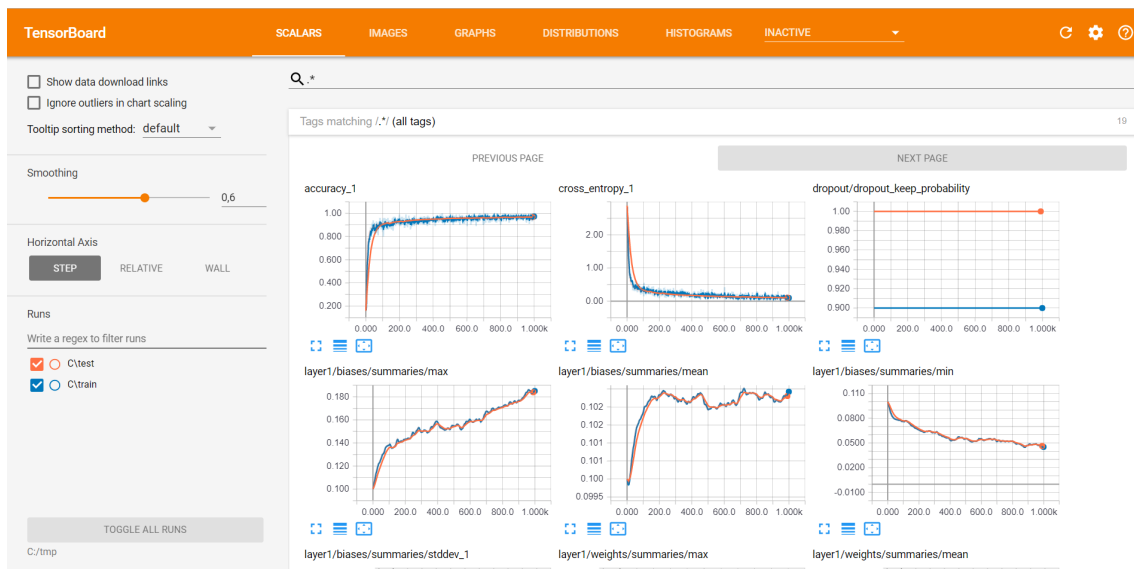 TensorBoard SCALARS IMAGES GRAPHS DISTRIBUTIONS HISTOGRAMS INACTIVE
Show data download links
Ignore outliers in chart scaling
Tooltip sorting method: default
Smoothing
0,6
Horizontal Axis
STEP RELATIVE WALL
Runs
Write a regex to filter runs
C\test
C\train
TOGGLE ALL RUNS
C:/tmp
.*
Tags matching /.*/ (all tags) 19
PREVIOUS PAGE NEXT PAGE
accuracy_1
1.00
0.800
0.600
0.400
0.200
0.000 200.0 400.0 600.0 800.0 1.000k
cross_entropy_1
2.00
1.00
0.00
0.000 200.0 400.0 600.0 800.0 1.000k
dropout/dropout_keep_probability
1.00
0.980
0.960
0.940
0.920
0.900
0.000 200.0 400.0 600.0 800.0 1.000k
layer1/biases/summaries/max
0.180
0.160
0.140
0.120
0.100
0.000 200.0 400.0 600.0 800.0 1.000k
layer1/biases/summaries/mean
0.102
0.102
0.101
0.101
0.100
0.0995
0.000 200.0 400.0 600.0 800.0 1.000k
layer1/biases/summaries/min
0.110
0.0800
0.0500
0.0200
-0.0100
0.000 200.0 400.0 600.0 800.0 1.000k
layer1/biases/summaries/stddev_1
layer1/weights/summaries/max
layer1/weights/summaries/mean